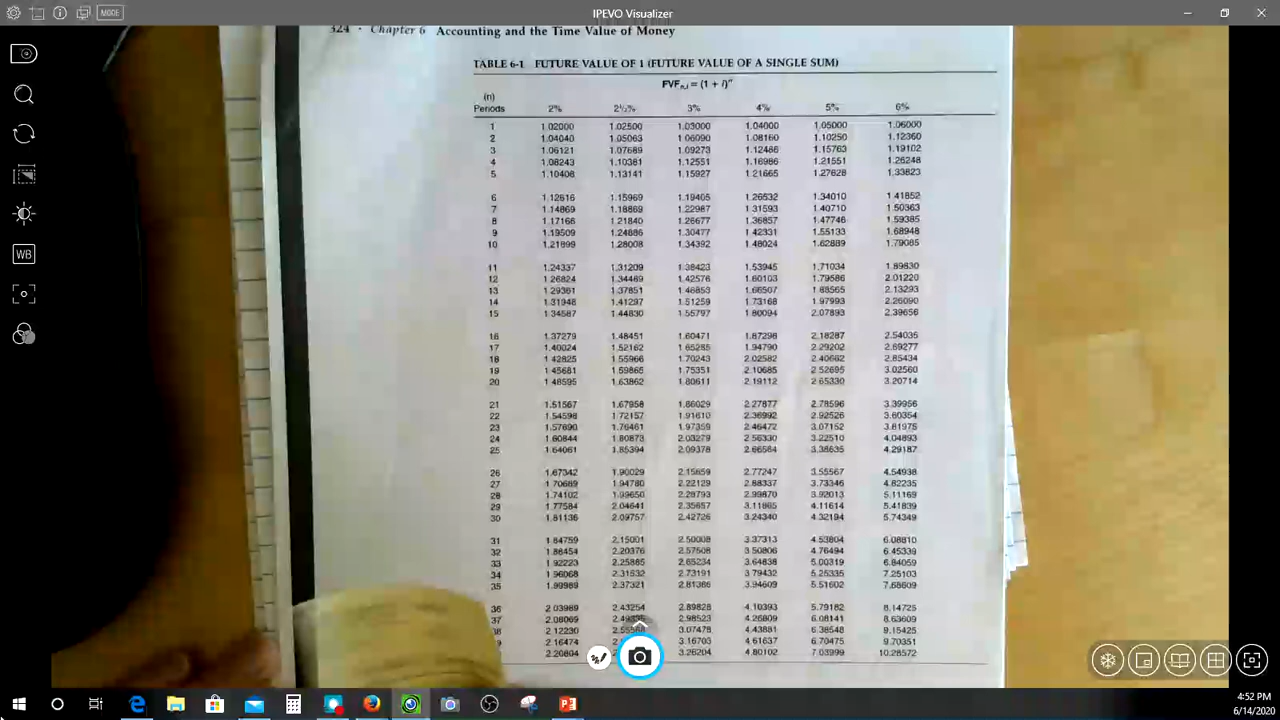 IPEVO Visualizer
MODE
WB
324 • Chapter 6 Accounting and the Time Value of Money
TABLE 6-1 FUTURE VALUE OF 1 (FUTURE VALUE OF A SINGLE SUM)
FVFn,i = (1 + i)ⁿ
(n)
Periods 2% 2½% 3% 4% 5% 6%
1 1.02000 1.02500 1.03000 1.04000 1.05000 1.06000
2 1.04040 1.05063 1.06090 1.08160 1.10250 1.12360
3 1.06121 1.07689 1.09273 1.12486 1.15763 1.19102
4 1.08243 1.10381 1.12551 1.16986 1.21551 1.26248
5 1.10408 1.13141 1.15927 1.21665 1.27628 1.33823
6 1.12616 1.15969 1.19405 1.26532 1.34010 1.41852
7 1.14869 1.18869 1.22987 1.31593 1.40710 1.50363
8 1.17166 1.21840 1.26677 1.36857 1.47746 1.59385
9 1.19509 1.24886 1.30477 1.42331 1.55133 1.68948
10 1.21899 1.28008 1.34392 1.48024 1.62889 1.79085
11 1.24337 1.31209 1.38423 1.53945 1.71034 1.89830
12 1.26824 1.34489 1.42576 1.60103 1.79586 2.01220
13 1.29361 1.37851 1.46853 1.66507 1.88565 2.13293
14 1.31948 1.41297 1.51259 1.73168 1.97993 2.26090
15 1.34587 1.44830 1.55797 1.80094 2.07893 2.39656
16 1.37279 1.48451 1.60471 1.87298 2.18287 2.54035
17 1.40024 1.52162 1.65285 1.94790 2.29202 2.69277
18 1.42825 1.55966 1.70243 2.02582 2.40662 2.85434
19 1.45681 1.59865 1.75351 2.10685 2.52695 3.02560
20 1.48595 1.63862 1.80611 2.19112 2.65330 3.20714
21 1.51567 1.67958 1.86029 2.27877 2.78596 3.39956
22 1.54598 1.72157 1.91610 2.36992 2.92526 3.60354
23 1.57690 1.76461 1.97359 2.46472 3.07152 3.81975
24 1.60844 1.80873 2.03279 2.56330 3.22510 4.04893
25 1.64061 1.85394 2.09378 2.66584 3.38635 4.29187
26 1.67342 1.90029 2.15659 2.77247 3.55567 4.54938
27 1.70689 1.94780 2.22129 2.88337 3.73346 4.82235
28 1.74102 1.99650 2.28793 2.99870 3.92013 5.11169
29 1.77584 2.04641 2.35657 3.11865 4.11614 5.41839
30 1.81136 2.09757 2.42726 3.24340 4.32194 5.74349
31 1.84759 2.15001 2.50008 3.37313 4.53804 6.08810
32 1.88454 2.20376 2.57508 3.50806 4.76494 6.45339
33 1.92223 2.25885 2.65234 3.64838 5.00319 6.84059
34 1.96068 2.31532 2.73191 3.79432 5.25335 7.25103
35 1.99989 2.37321 2.81386 3.94609 5.51602 7.68609
36 2.03989 2.43254 2.89828 4.10393 5.79182 8.14725
37 2.08069 2.98523 4.26809 6.08141 8.63609
2.12230 3.07478 4.43881 6.38548 9.15425
2.16474 3.16703 4.61637 6.70475 9.70351
2.20804 3.26204 4.80102 7.03999 10.28572
4:52 PM
6/14/2020